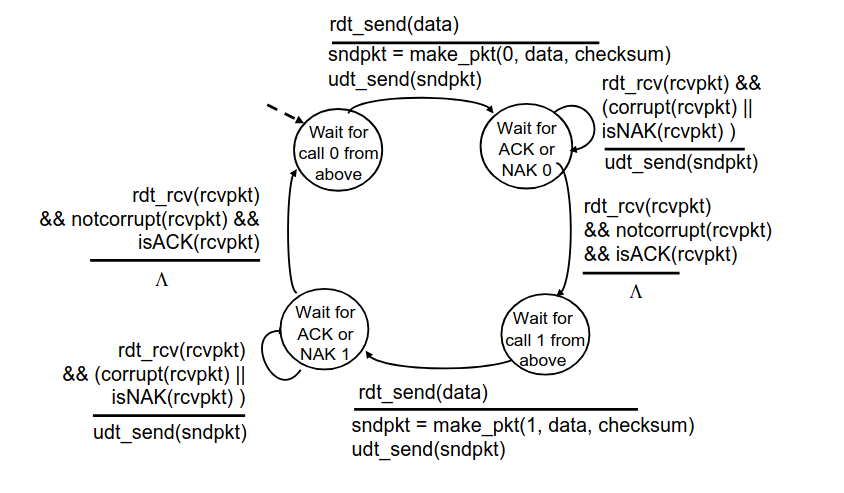 rdt_send(data)
sndpkt = make_pkt(0, data, checksum)
udt_send(sndpkt)
rdt_rcv(rcvpkt) &&
(corrupt(rcvpkt) ||
isNAK(rcvpkt) )
udt_send(sndpkt)
Wait for
call 0 from
above
Wait for
ACK or
NAK 0
rdt_rcv(rcvpkt)
&& notcorrupt(rcvpkt) &&
isACK(rcvpkt)
Λ
rdt_rcv(rcvpkt)
&& notcorrupt(rcvpkt)
&& isACK(rcvpkt)
Λ
Wait for
ACK or
NAK 1
Wait for
call 1 from
above
rdt_rcv(rcvpkt)
&& (corrupt(rcvpkt) ||
isNAK(rcvpkt) )
udt_send(sndpkt)
rdt_send(data)
sndpkt = make_pkt(1, data, checksum)
udt_send(sndpkt)